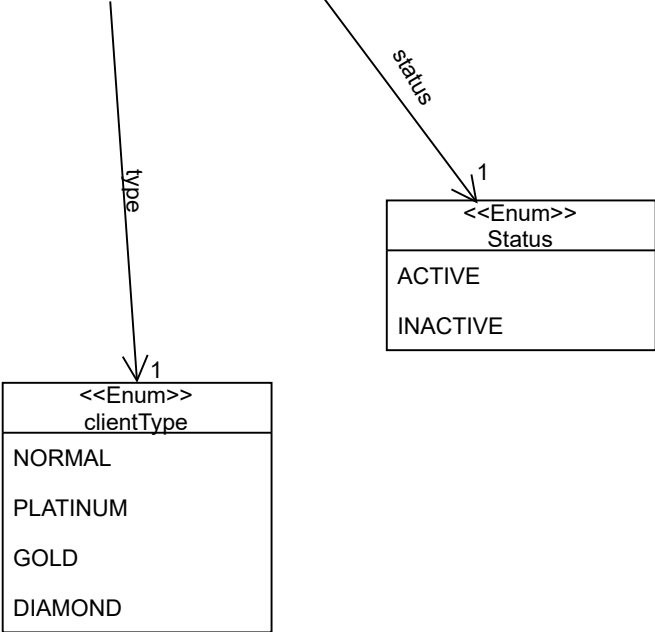 status
type
1
<<Enum>>
Status
ACTIVE
INACTIVE
1
<<Enum>>
clientType
NORMAL
PLATINUM
GOLD
DIAMOND